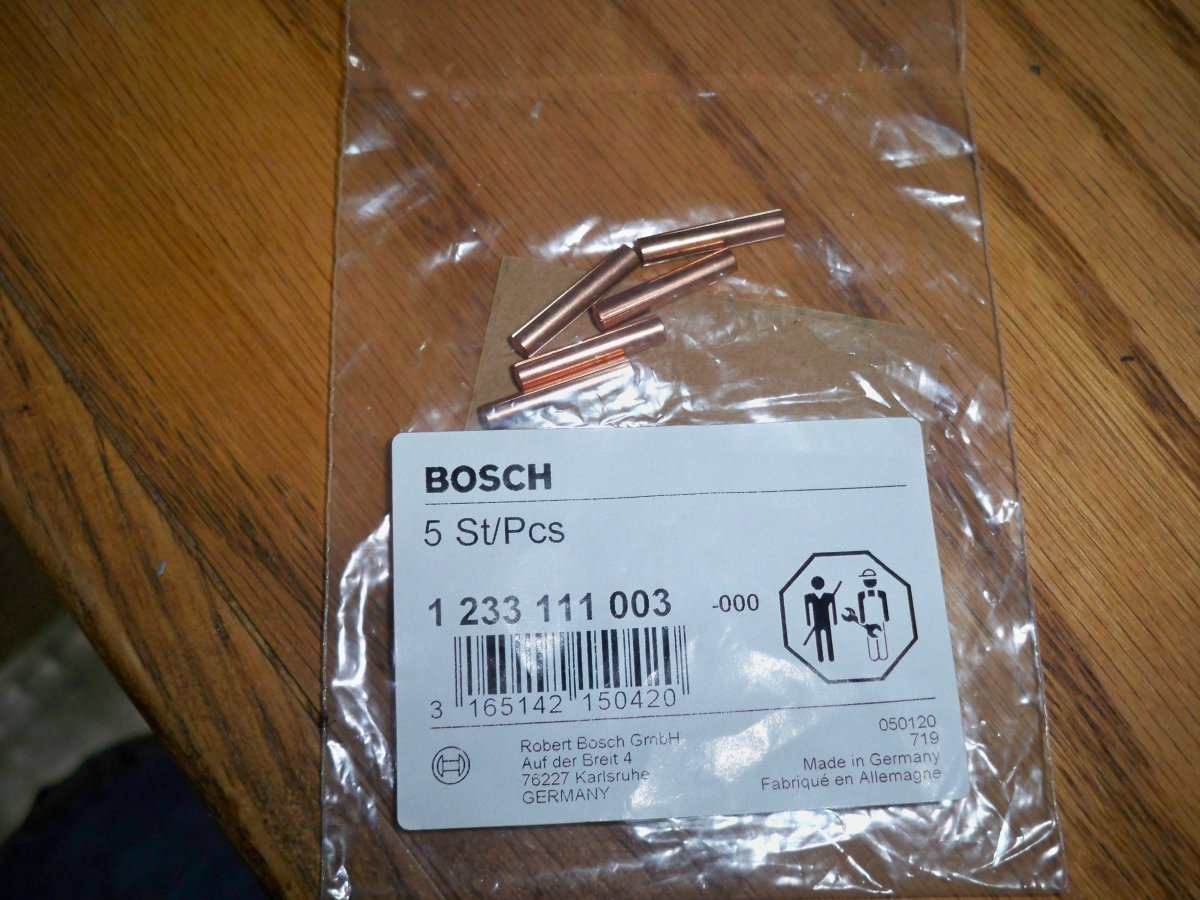 BOSCH
5 St/Pcs
1 233 111 003 -000
3 165142 150420
Robert Bosch GmbH
Auf der Breit 4
76227 Karlsruhe
GERMANY
050120
719
Made in Germany
Fabriqué en Allemagne